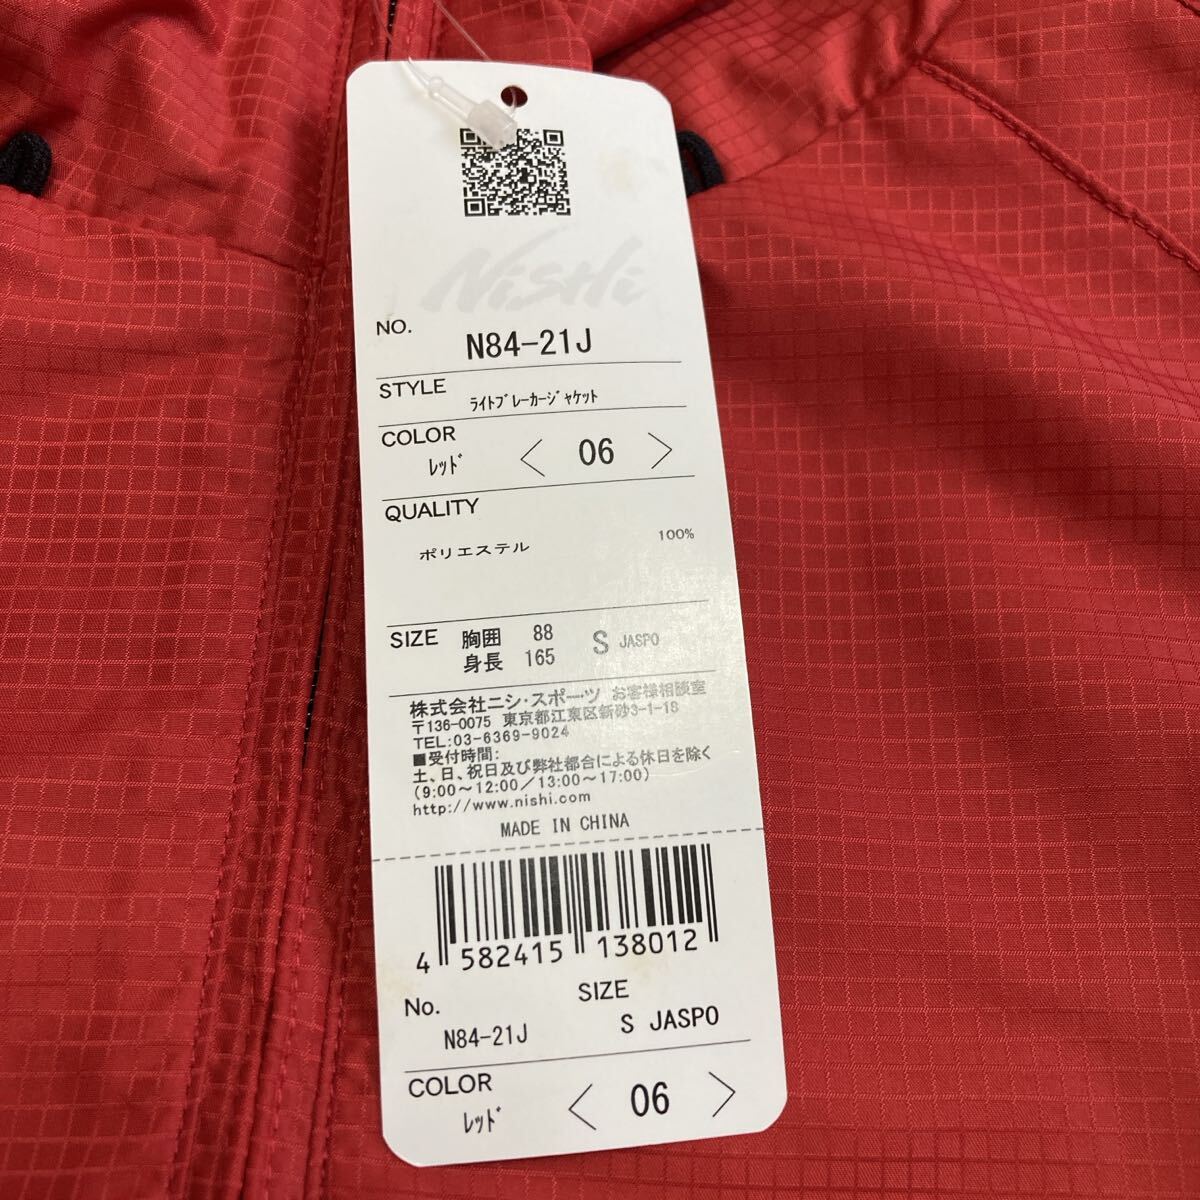 NiSHi
NO.
N84-21J
STYLE
ﾗｲﾄﾌﾞﾚｰｶｰｼﾞｬｹｯﾄ
COLOR
ﾚｯﾄﾞ
〈 06 〉
QUALITY
ポリエステル 100%
SIZE 胸囲 88 S JASPO
身長 165
株式会社ニシ・スポーツ お客様相談室
〒136-0075 東京都江東区新砂3-1-18
TEL:03-6369-9024
■受付時間:
土、日、祝日及び弊社都合による休日を除く
(9:00～12:00／13:00～17:00)
http://www.nishi.com
MADE IN CHINA
4 582415 138012
No. SIZE
N84-21J S JASPO
COLOR
ﾚｯﾄﾞ 〈 06 〉